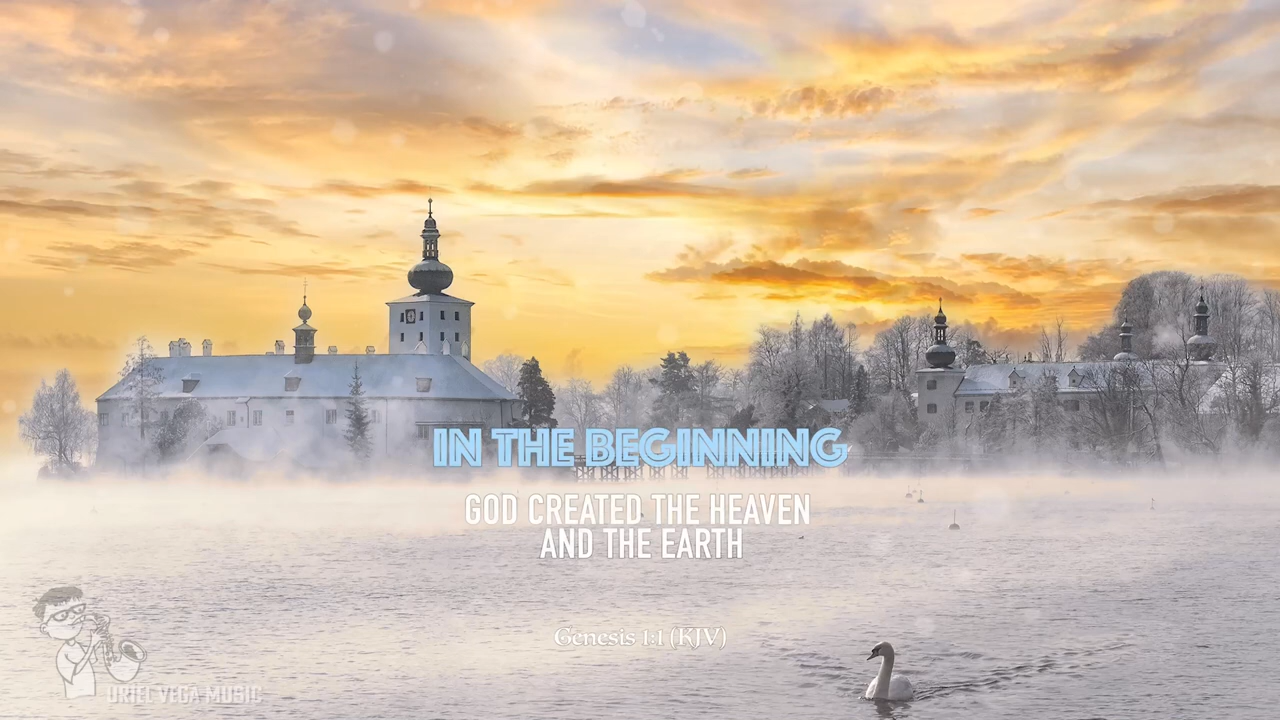 IN THE BEGINNING
GOD CREATED THE HEAVEN
AND THE EARTH
Genesis 1:1 (KJV)
URIEL VEGA MUSIC